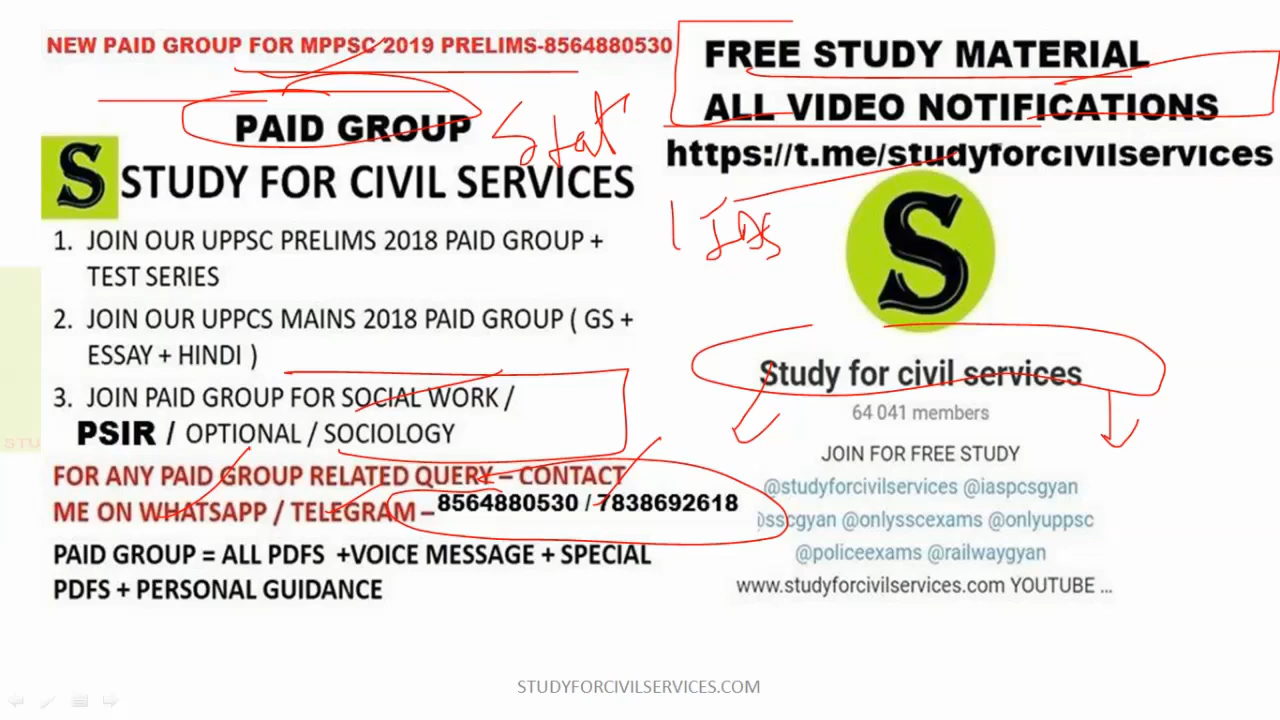 NEW PAID GROUP FOR MPPSC 2019 PRELIMS-8564880530
PAID GROUP
S STUDY FOR CIVIL SERVICES
1. JOIN OUR UPPSC PRELIMS 2018 PAID GROUP +
TEST SERIES
2. JOIN OUR UPPCS MAINS 2018 PAID GROUP ( GS +
ESSAY + HINDI )
3. JOIN PAID GROUP FOR SOCIAL WORK /
PSIR / OPTIONAL / SOCIOLOGY
FOR ANY PAID GROUP RELATED QUERY – CONTACT
ME ON WHATSAPP / TELEGRAM – 8564880530 / 7838692618
PAID GROUP = ALL PDFS +VOICE MESSAGE + SPECIAL
PDFS + PERSONAL GUIDANCE
FREE STUDY MATERIAL
ALL VIDEO NOTIFICATIONS
https://t.me/studyforcivilservices
S
Study for civil services
64 041 members
JOIN FOR FREE STUDY
@studyforcivilservices @iaspcsgyan
@sscgyan @onlysscexams @onlyuppsc
@policeexams @railwaygyan
www.studyforcivilservices.com YOUTUBE ...
STUDYFORCIVILSERVICES.COM